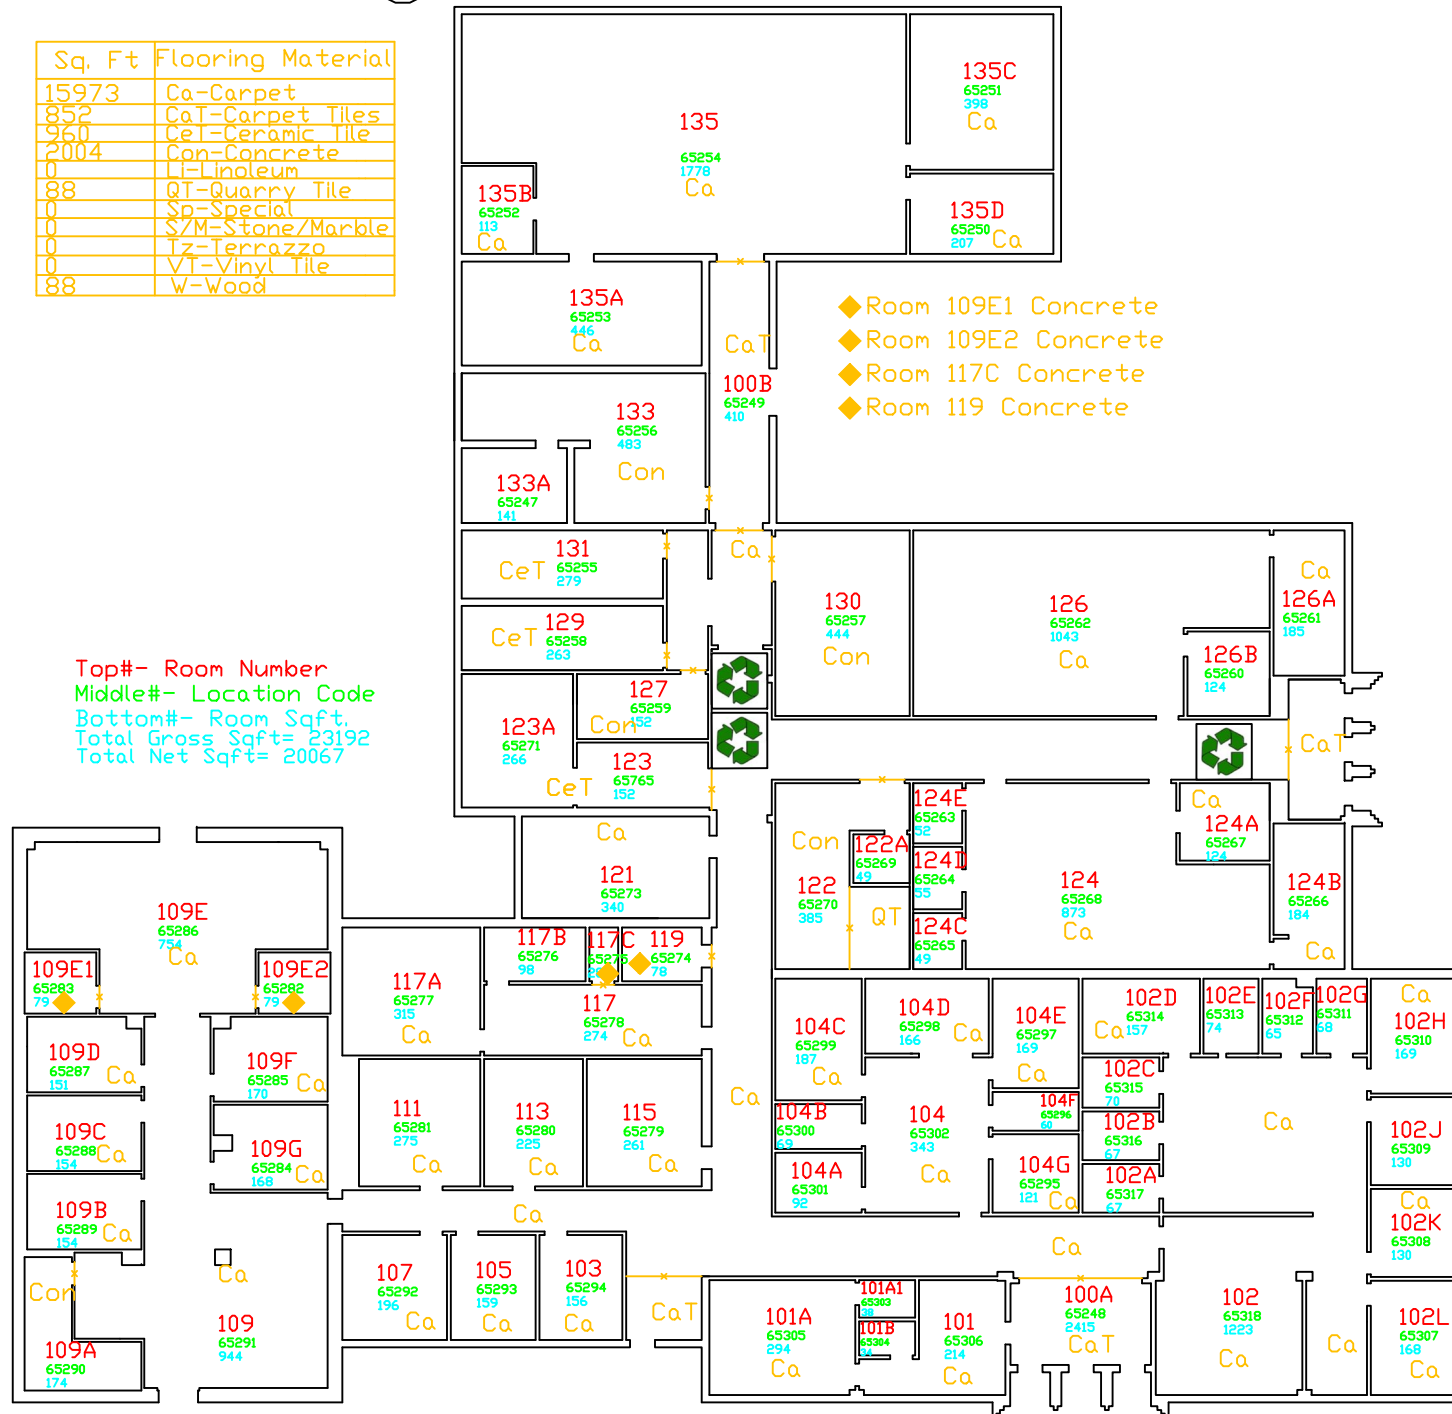 Sq. Ft Flooring Material
15973 Ca-Carpet
852 CaT-Carpet Tiles
960 CeT-Ceramic Tile
2004 Con-Concrete
0 Li-Linoleum
88 QT-Quarry Tile
0 Sp-Special
0 S/M-Stone/Marble
0 Tz-Terrazzo
0 VT-Vinyl Tile
88 W-Wood
135
65254
1778
Ca
135C
65251
398
Ca
135B
65252
113
Ca
135D
65250
207
Ca
135A
65253
446
Ca
CaT
100B
65249
410
Room 109E1 Concrete
Room 109E2 Concrete
Room 117C Concrete
Room 119 Concrete
133
65256
483
Con
133A
65247
141
Ca
131
65255
279
CeT
129
65258
263
CeT
130
65257
444
Con
126
65262
1043
Ca
Ca
126A
65261
185
126B
65260
124
Top#- Room Number
Middle#- Location Code
Bottom#- Room Sqft.
Total Gross Sqft= 23192
Total Net Sqft= 20067
127
65259
152
Con
123A
65271
266
123
65765
152
CeT
CaT
Ca
121
65273
340
Con
122
65270
385
122A
65269
49
QT
124E
65263
52
124D
65264
55
124C
65265
49
124
65268
873
Ca
Ca
124A
65267
124
124B
65266
184
Ca
109E
65286
754
Ca
109E1
65283
79
109E2
65282
79
117A
65277
315
Ca
117B
65276
98
117C
65275
119
65274
78
117
65278
274
Ca
109D
65287
151
Ca
109F
65285
170
Ca
109C
65288
154
Ca
109G
65284
168
Ca
109B
65289
154
Ca
111
65281
275
Ca
113
65280
225
Ca
115
65279
261
Ca
Ca
104C
65299
187
Ca
104D
65298
166
Ca
104E
65297
169
Ca
102D
65314
157
Ca
102E
65313
74
102F
65312
65
102G
65311
68
Ca
102H
65310
169
104B
65300
69
104
65302
343
Ca
104F
65296
60
102C
65315
70
102B
65316
67
Ca
102J
65309
130
104A
65301
92
104G
65295
121
Ca
102A
65317
67
Ca
102K
65308
130
Ca
Ca
Con
109A
65290
174
Ca
109
65291
944
107
65292
196
Ca
105
65293
159
Ca
103
65294
156
Ca
CaT
101A
65305
294
Ca
101A1
65303
38
101B
65304
34
101
65306
214
Ca
100A
65248
2415
CaT
102
65318
1223
Ca
Ca
102L
65307
168
Ca